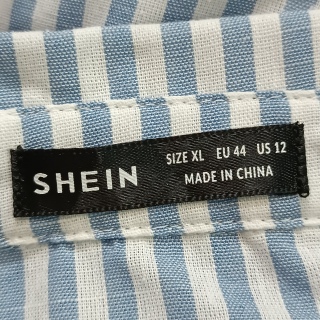 SHEIN
SIZE XL EU 44 US 12
MADE IN CHINA